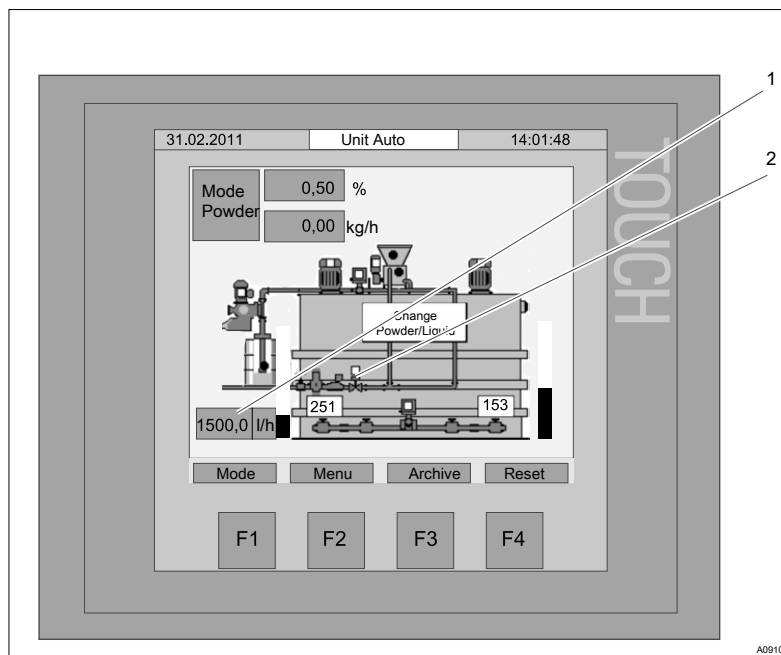 1
31.02.2011 Unit Auto 14:01:48
2
TOUCH
Mode
Powder
0,50 %
0,00 kg/h
Change
Powder/Liquid
251 153
1500,0 l/h
Mode Menu Archive Reset
F1 F2 F3 F4
A0910